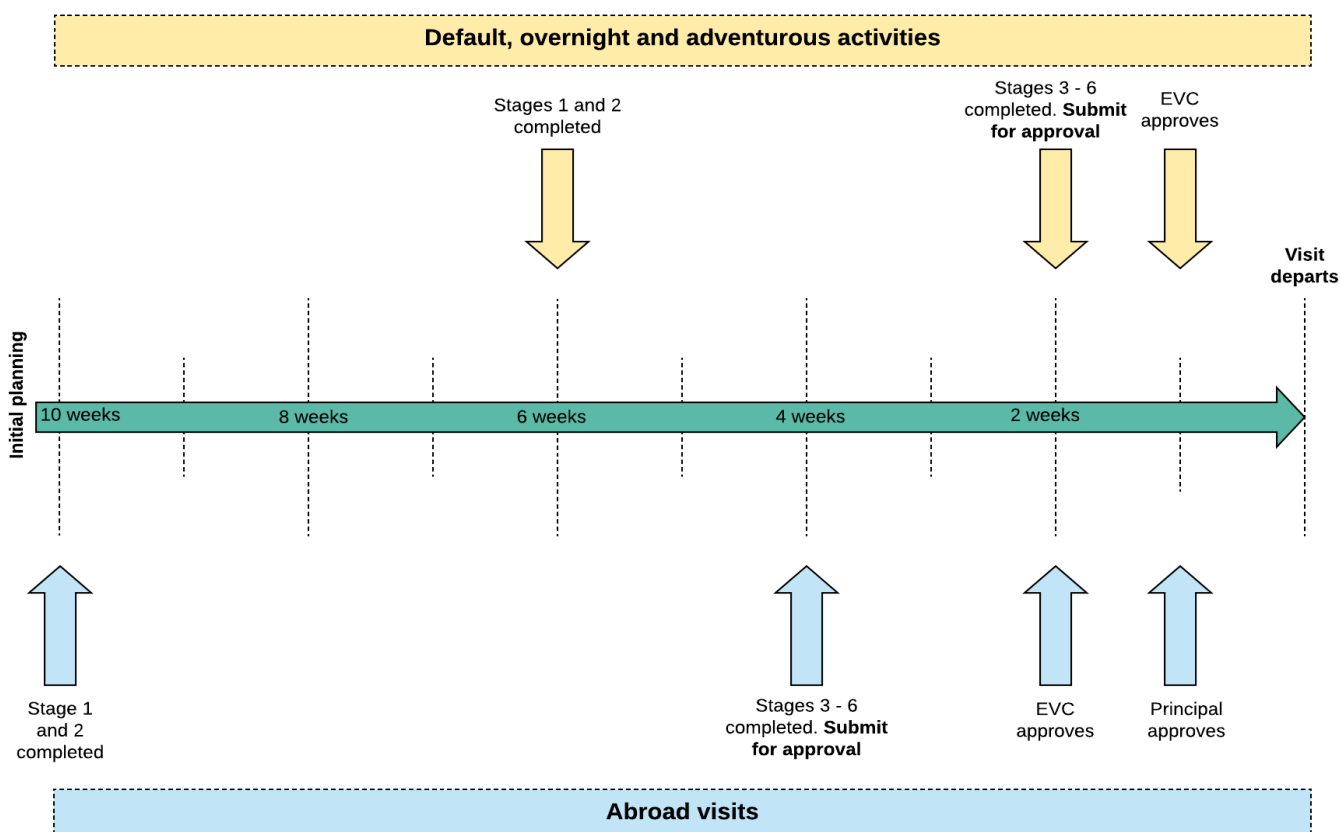 Default, overnight and adventurous activities
Stages 1 and 2
completed
Stages 3 - 6
completed. Submit
for approval
EVC
approves
Visit
departs
Initial planning
10 weeks
8 weeks
6 weeks
4 weeks
2 weeks
Stage 1
and 2
completed
Stages 3 - 6
completed. Submit
for approval
EVC
approves
Principal
approves
Abroad visits